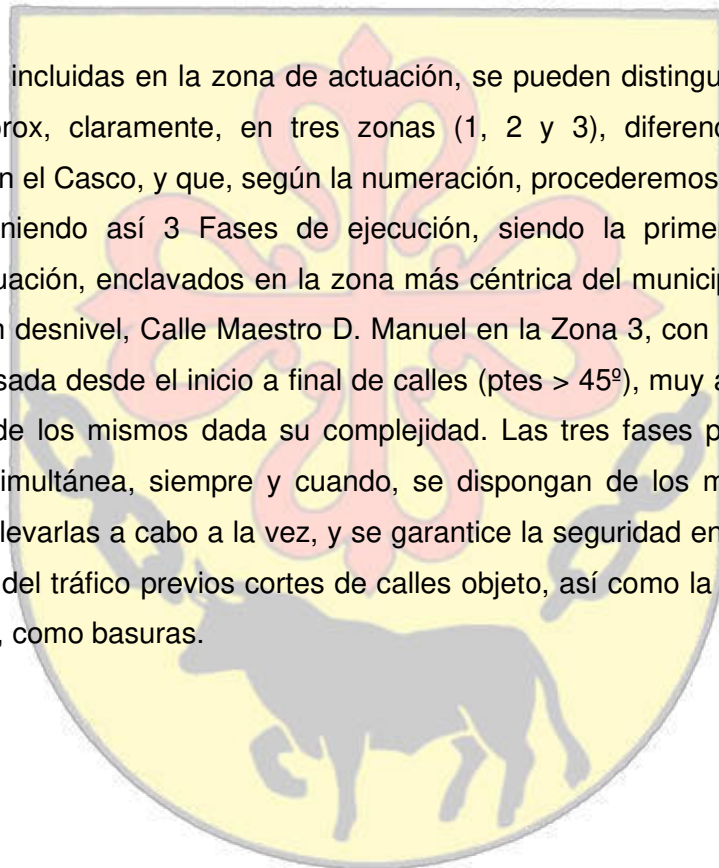 incluidas en la zona de actuación, se pueden distingu
rox, claramente, en tres zonas (1, 2 y 3), diferenc
n el Casco, y que, según la numeración, procederemos
niendo así 3 Fases de ejecución, siendo la prime
uación, enclavados en la zona más céntrica del municip
n desnivel, Calle Maestro D. Manuel en la Zona 3, con
sada desde el inicio a final de calles (ptes > 45º), muy a
de los mismos dada su complejidad. Las tres fases p
imultánea, siempre y cuando, se dispongan de los m
levarlas a cabo a la vez, y se garantice la seguridad en
del tráfico previos cortes de calles objeto, así como la
, como basuras.